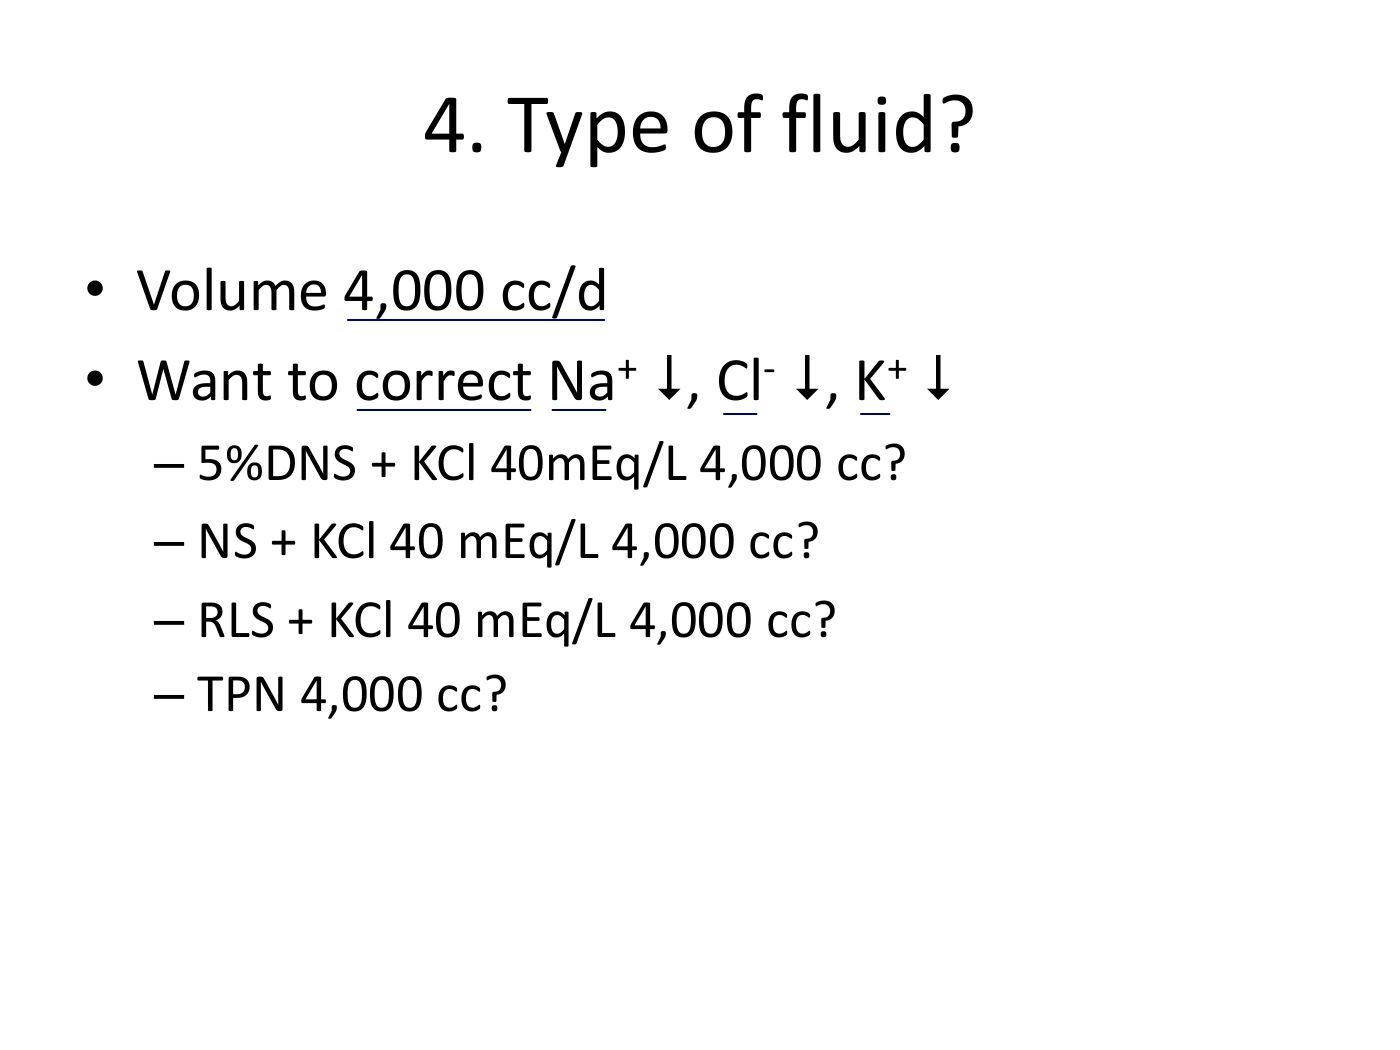 4. Type of fluid?
• Volume 4,000 cc/d
• Want to correct Na⁺ ↓, Cl⁻ ↓, K⁺ ↓
– 5%DNS + KCl 40mEq/L 4,000 cc?
– NS + KCl 40 mEq/L 4,000 cc?
– RLS + KCl 40 mEq/L 4,000 cc?
– TPN 4,000 cc?